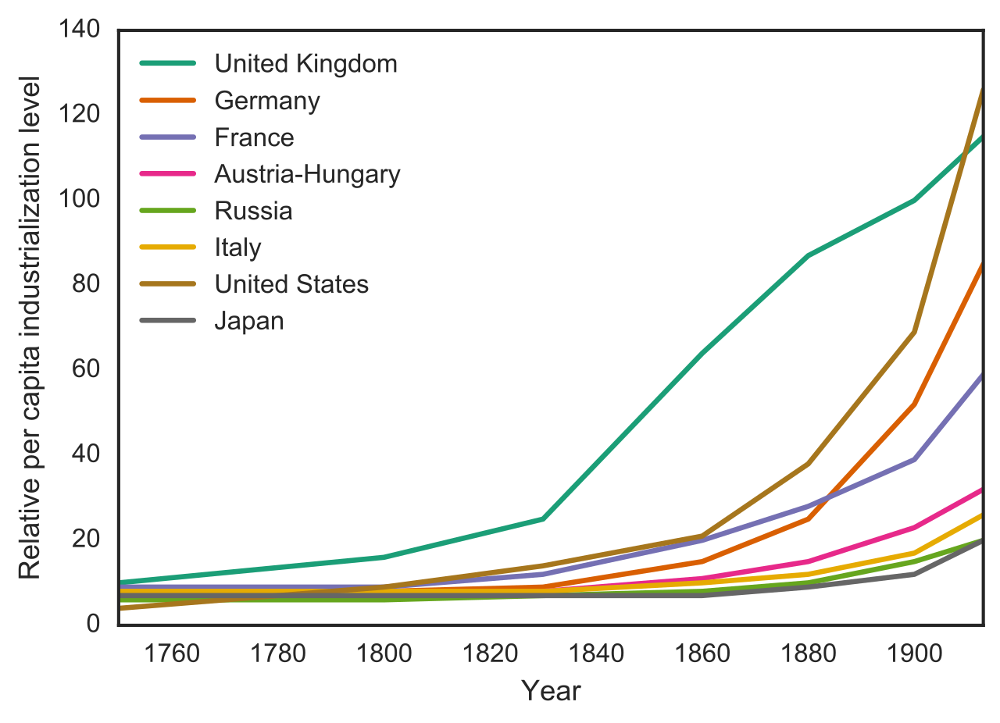 Relative per capita industrialization level
140
120
100
80
60
40
20
0
United Kingdom
Germany
France
Austria-Hungary
Russia
Italy
United States
Japan
1760 1780 1800 1820 1840 1860 1880 1900
Year